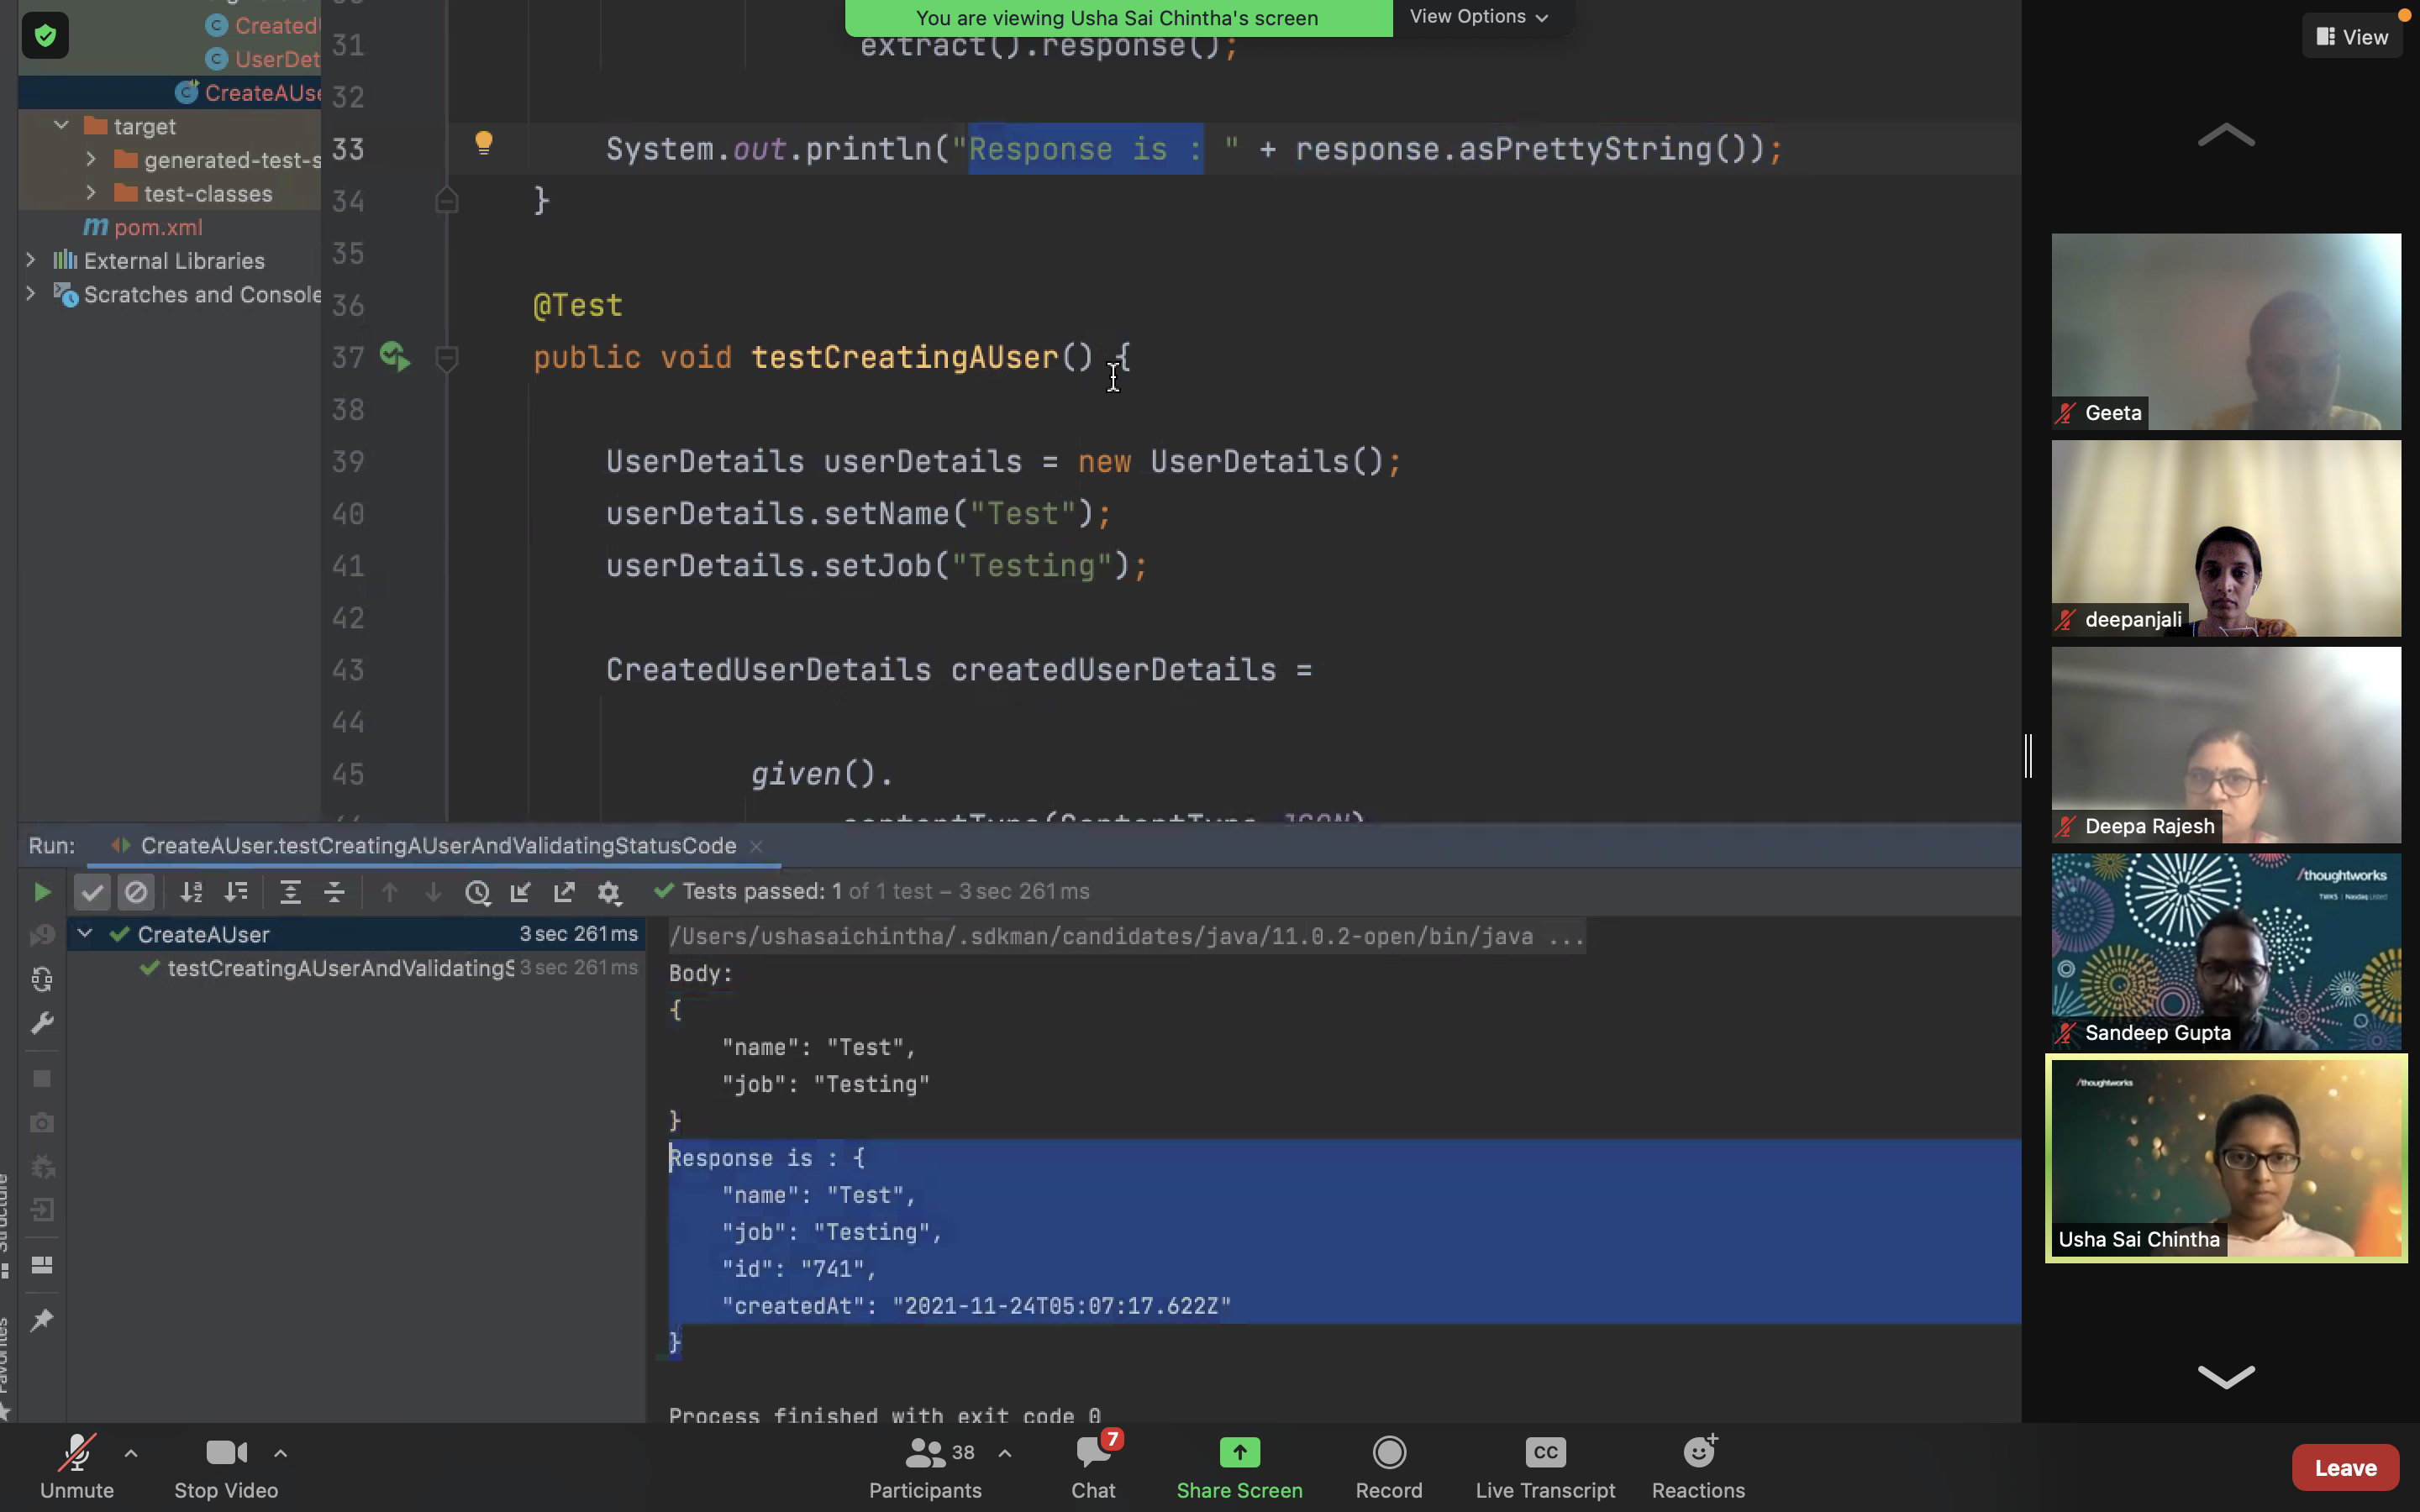 You are viewing Usha Sai Chintha's screen
View Options
View
Created
UserDet
CreateAUse
target
generated-test-s
test-classes
pom.xml
External Libraries
Scratches and Console
31 extract().response();
32
33 System.out.println("Response is : " + response.asPrettyString());
34 }
35
36 @Test
37 public void testCreatingAUser() {
38
39 UserDetails userDetails = new UserDetails();
40 userDetails.setName("Test");
41 userDetails.setJob("Testing");
42
43 CreatedUserDetails createdUserDetails =
44
45 given().
contentType(ContentType.JSON)
Run: CreateAUser.testCreatingAUserAndValidatingStatusCode
Tests passed: 1 of 1 test – 3 sec 261 ms
CreateAUser 3 sec 261 ms
testCreatingAUserAndValidatingS 3 sec 261 ms
/Users/ushasaichintha/.sdkman/candidates/java/11.0.2-open/bin/java ...
Body:
{
"name": "Test",
"job": "Testing"
}
Response is : {
"name": "Test",
"job": "Testing",
"id": "741",
"createdAt": "2021-11-24T05:07:17.622Z"
}
Process finished with exit code 0
Structure
Favorites
Geeta
deepanjali
Deepa Rajesh
/thoughtworks
TWKS | Nasdaq Listed
Sandeep Gupta
/thoughtworks
Usha Sai Chintha
Unmute
Stop Video
38
Participants
7
Chat
Share Screen
Record
CC
Live Transcript
Reactions
Leave